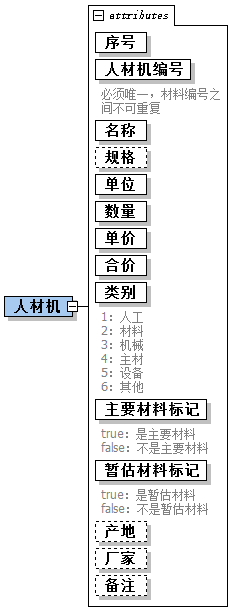 attributes
序号
人材机编号
必须唯一，材料编号之
间不可重复
名称
规格
单位
数量
单价
合价
类别
人材机
1: 人工
2: 材料
3: 机械
4: 主材
5: 设备
6: 其他
主要材料标记
true: 是主要材料
false: 不是主要材料
暂估材料标记
true: 是暂估材料
false: 不是暂估材料
产地
厂家
备注